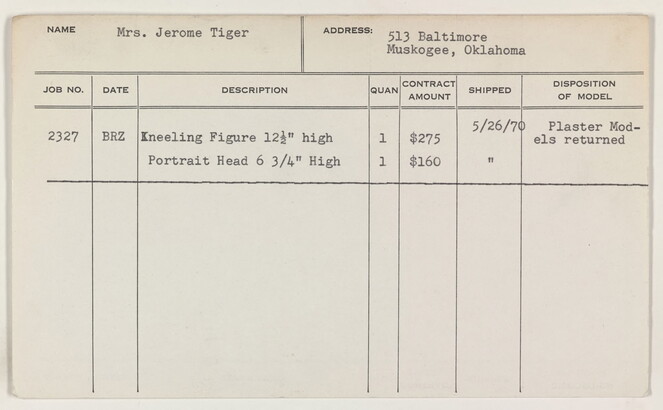 NAME Mrs. Jerome Tiger ADDRESS: 513 Baltimore
Muskogee, Oklahoma
JOB NO. DATE DESCRIPTION QUAN CONTRACT AMOUNT SHIPPED DISPOSITION OF MODEL
5/26/70 Plaster Mod-
2327 BRZ Kneeling Figure 12½" high 1 $275 els returned
Portrait Head 6 3/4" High 1 $160 "